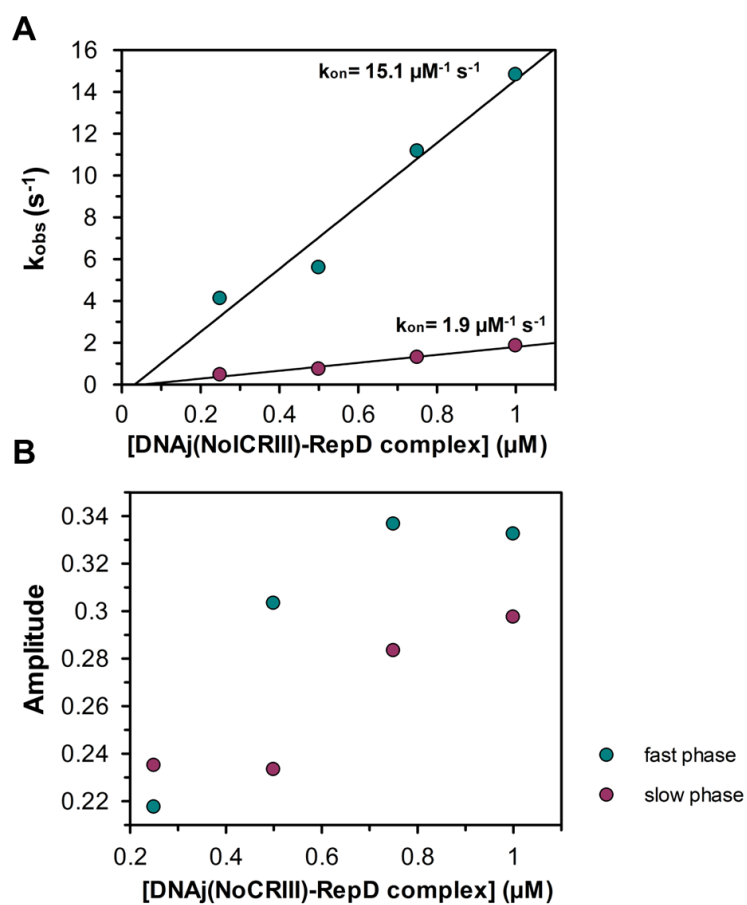 A
16
14
12
10
8
6
4
2
0
kobs (s-1)
kon= 15.1 µM-1 s-1
kon= 1.9 µM-1 s-1
0 0.2 0.4 0.6 0.8 1
[DNAj(NoICRIII)-RepD complex] (µM)
B
0.34
0.32
0.3
0.28
0.26
0.24
0.22
Amplitude
0.2 0.4 0.6 0.8 1
[DNAj(NoCRIII)-RepD complex] (µM)
fast phase
slow phase